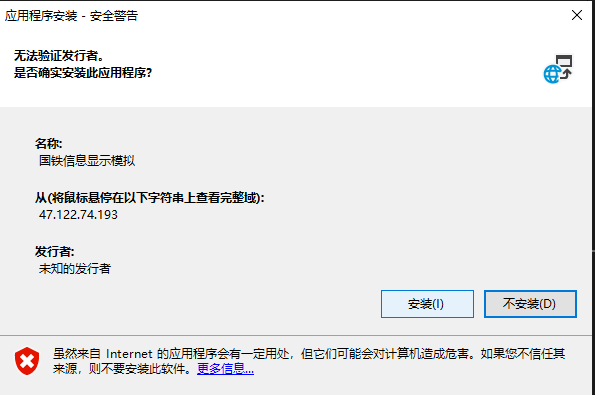 应用程序安装 - 安全警告
无法验证发行者。
是否确实安装此应用程序?
名称:
国铁信息显示模拟
从(将鼠标悬停在以下字符串上查看完整域):
47.122.74.193
发行者:
未知的发行者
安装(I)
不安装(D)
虽然来自 Internet 的应用程序会有一定用处，但它们可能会对计算机造成危害。如果您不信任其
来源，则不要安装此软件。更多信息...